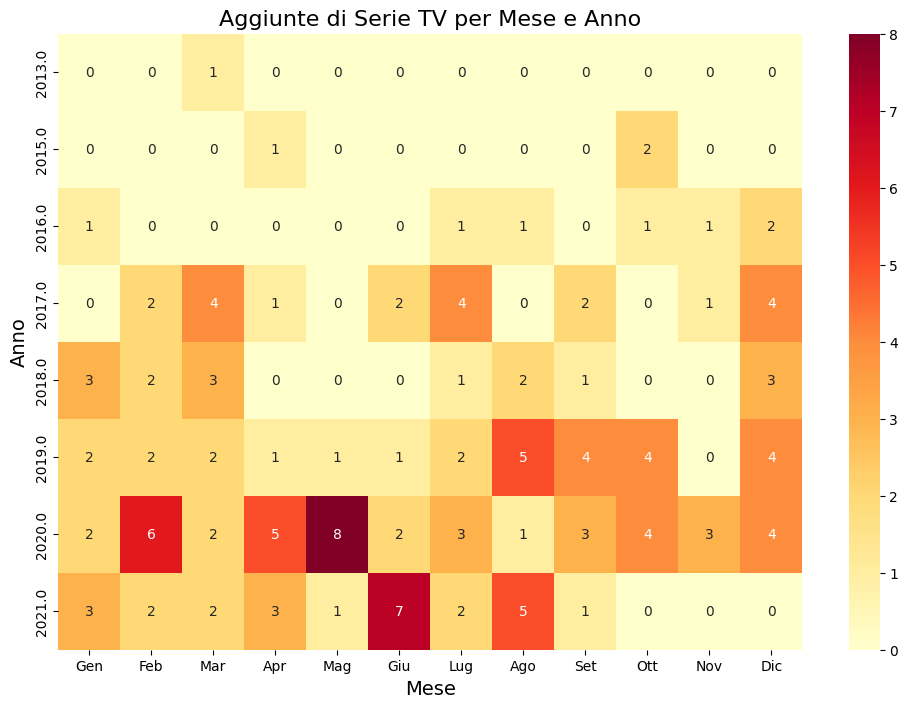 Aggiunte di Serie TV per Mese e Anno
2013.0 0 0 1 0 0 0 0 0 0 0 0 0
2015.0 0 0 0 1 0 0 0 0 0 2 0 0
2016.0 1 0 0 0 0 0 1 1 0 1 1 2
2017.0 0 2 4 1 0 2 4 0 2 0 1 4
2018.0 3 2 3 0 0 0 1 2 1 0 0 3
2019.0 2 2 2 1 1 1 2 5 4 4 0 4
2020.0 2 6 2 5 8 2 3 1 3 4 3 4
2021.0 3 2 2 3 1 7 2 5 1 0 0 0
Gen Feb Mar Apr Mag Giu Lug Ago Set Ott Nov Dic
Mese
Anno
8
7
6
5
4
3
2
1
0